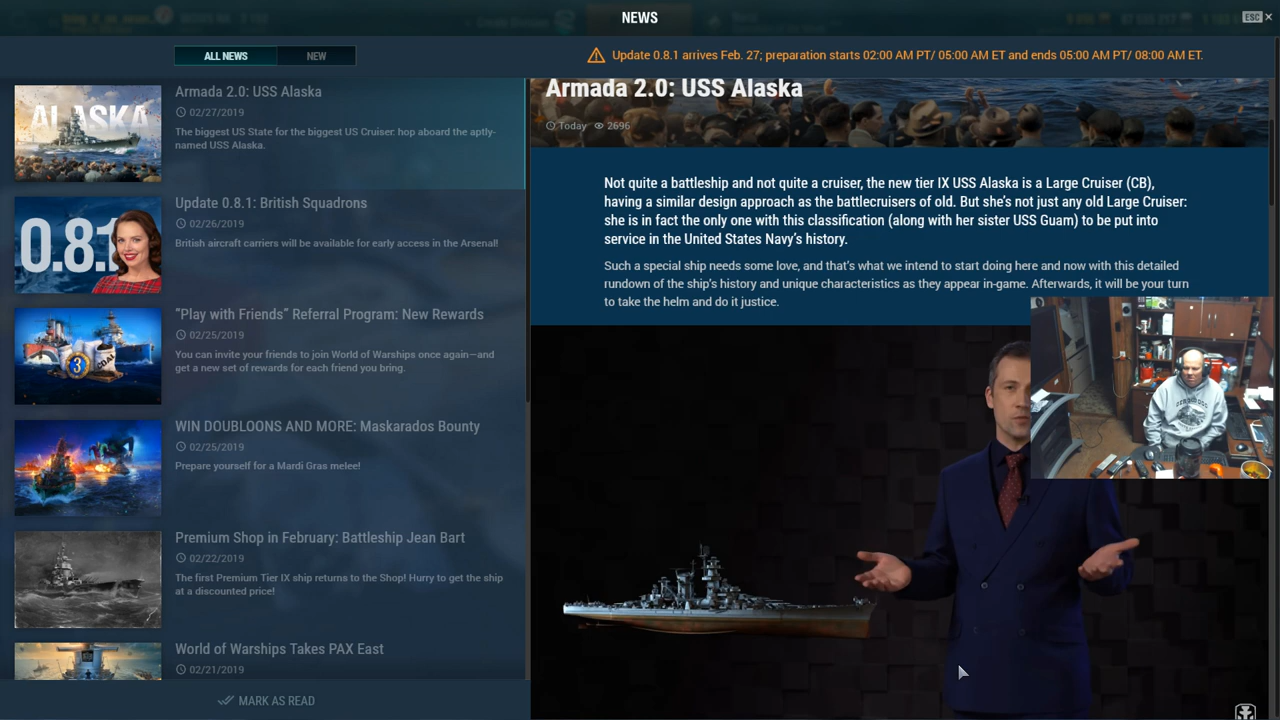 NEWS
ESC ×
ALL NEWS
NEW
Update 0.8.1 arrives Feb. 27; preparation starts 02:00 AM PT/ 05:00 AM ET and ends 05:00 AM PT/ 08:00 AM ET.
ALASKA
Armada 2.0: USS Alaska
02/27/2019
The biggest US State for the biggest US Cruiser: hop aboard the aptly-
named USS Alaska.
0.8.1
Update 0.8.1: British Squadrons
02/26/2019
British aircraft carriers will be available for early access in the Arsenal!
3
COAL
"Play with Friends" Referral Program: New Rewards
02/25/2019
You can invite your friends to join World of Warships once again—and
get a new set of rewards for each friend you bring.
WIN DOUBLOONS AND MORE: Maskarados Bounty
02/25/2019
Prepare yourself for a Mardi Gras melee!
Premium Shop in February: Battleship Jean Bart
02/22/2019
The first Premium Tier IX ship returns to the Shop! Hurry to get the ship
at a discounted price!
World of Warships Takes PAX East
02/21/2019
MARK AS READ
Armada 2.0: USS Alaska
Today 2696
Not quite a battleship and not quite a cruiser, the new tier IX USS Alaska is a Large Cruiser (CB),
having a similar design approach as the battlecruisers of old. But she's not just any old Large Cruiser:
she is in fact the only one with this classification (along with her sister USS Guam) to be put into
service in the United States Navy's history.
Such a special ship needs some love, and that's what we intend to start doing here and now with this detailed
rundown of the ship's history and unique characteristics as they appear in-game. Afterwards, it will be your turn
to take the helm and do it justice.